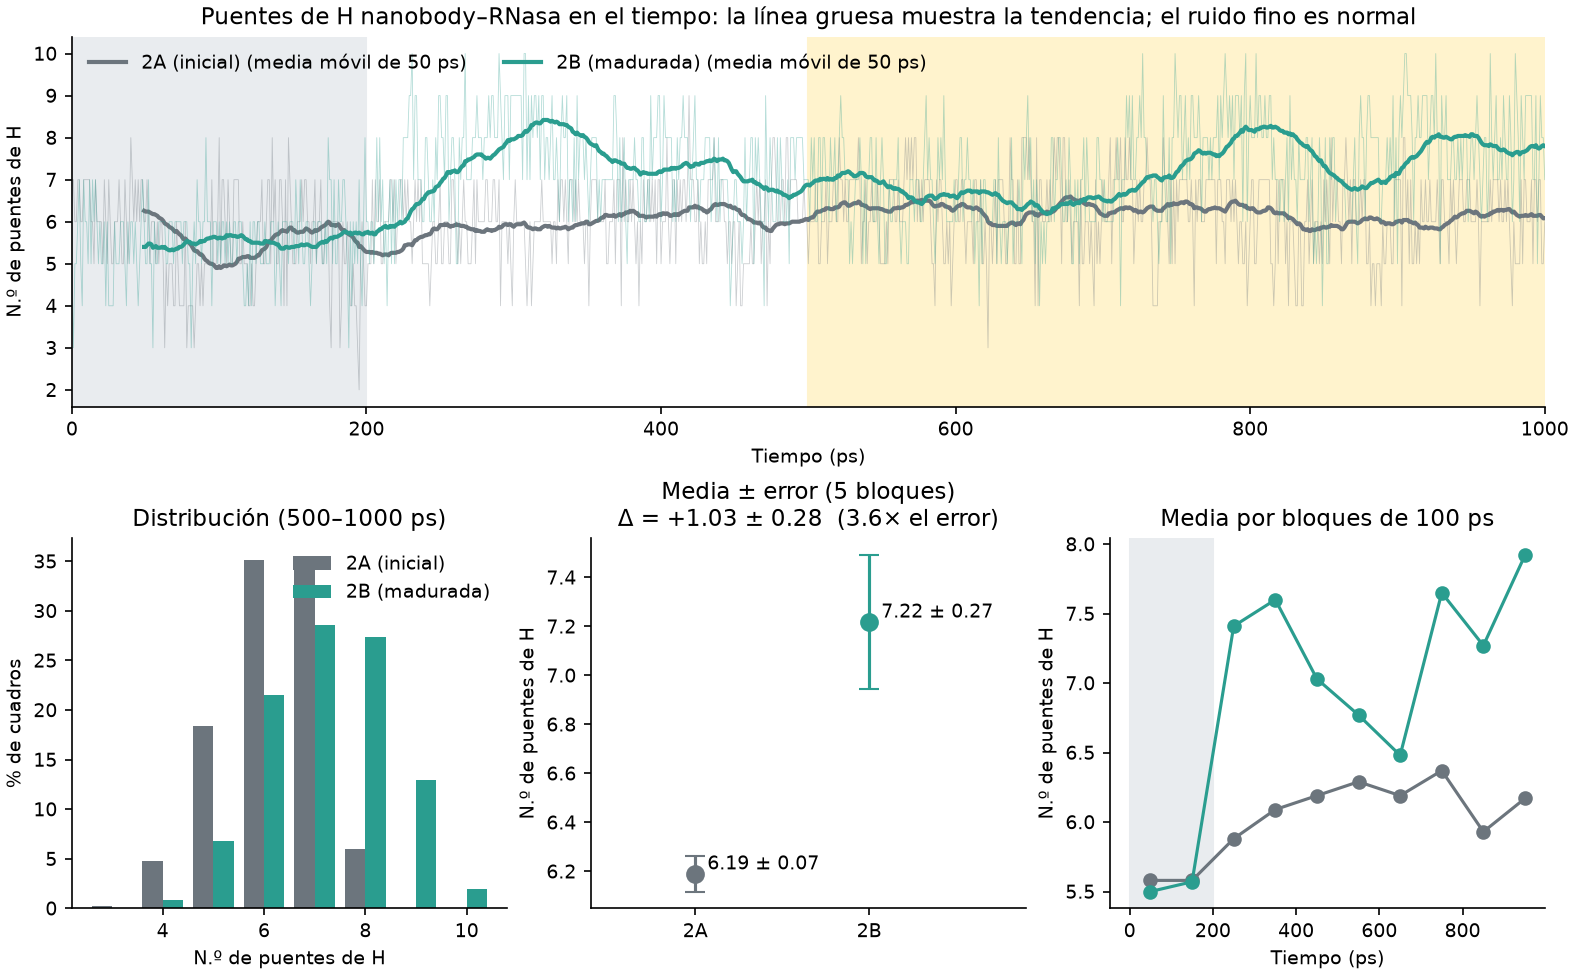 Puentes de H nanobody–RNasa en el tiempo: la línea gruesa muestra la tendencia; el ruido fino es normal
2A (inicial) (media móvil de 50 ps)
2B (madurada) (media móvil de 50 ps)
10
9
8
7
6
5
4
3
2
N.º de puentes de H
0
200
400
600
800
1000
Tiempo (ps)
Distribución (500–1000 ps)
2A (inicial)
2B (madurada)
35
30
25
20
15
10
5
0
% de cuadros
4
6
8
10
N.º de puentes de H
Media ± error (5 bloques)
Δ = +1.03 ± 0.28 (3.6× el error)
7.4
7.2
7.0
6.8
6.6
6.4
6.2
N.º de puentes de H
7.22 ± 0.27
6.19 ± 0.07
2A
2B
Media por bloques de 100 ps
8.0
7.5
7.0
6.5
6.0
5.5
N.º de puentes de H
0
200
400
600
800
Tiempo (ps)